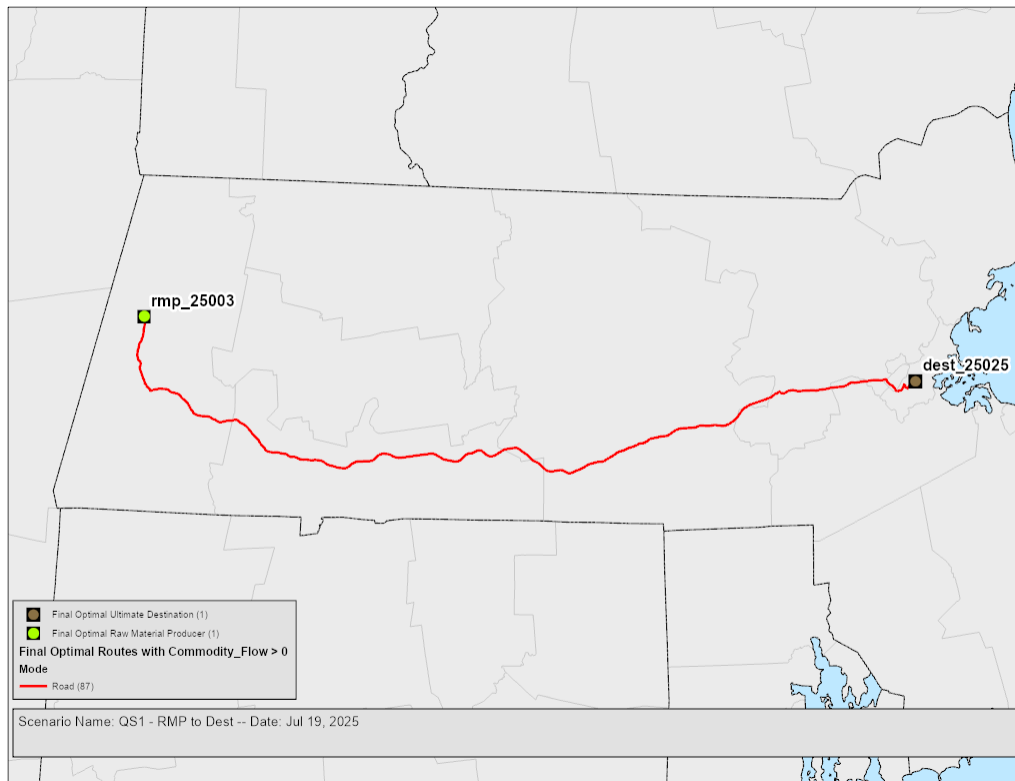 rmp_25003
dest_25025
Final Optimal Ultimate Destination (1)
Final Optimal Raw Material Producer (1)
Final Optimal Routes with Commodity_Flow > 0
Mode
Road (87)
Scenario Name: QS1 - RMP to Dest -- Date: Jul 19, 2025